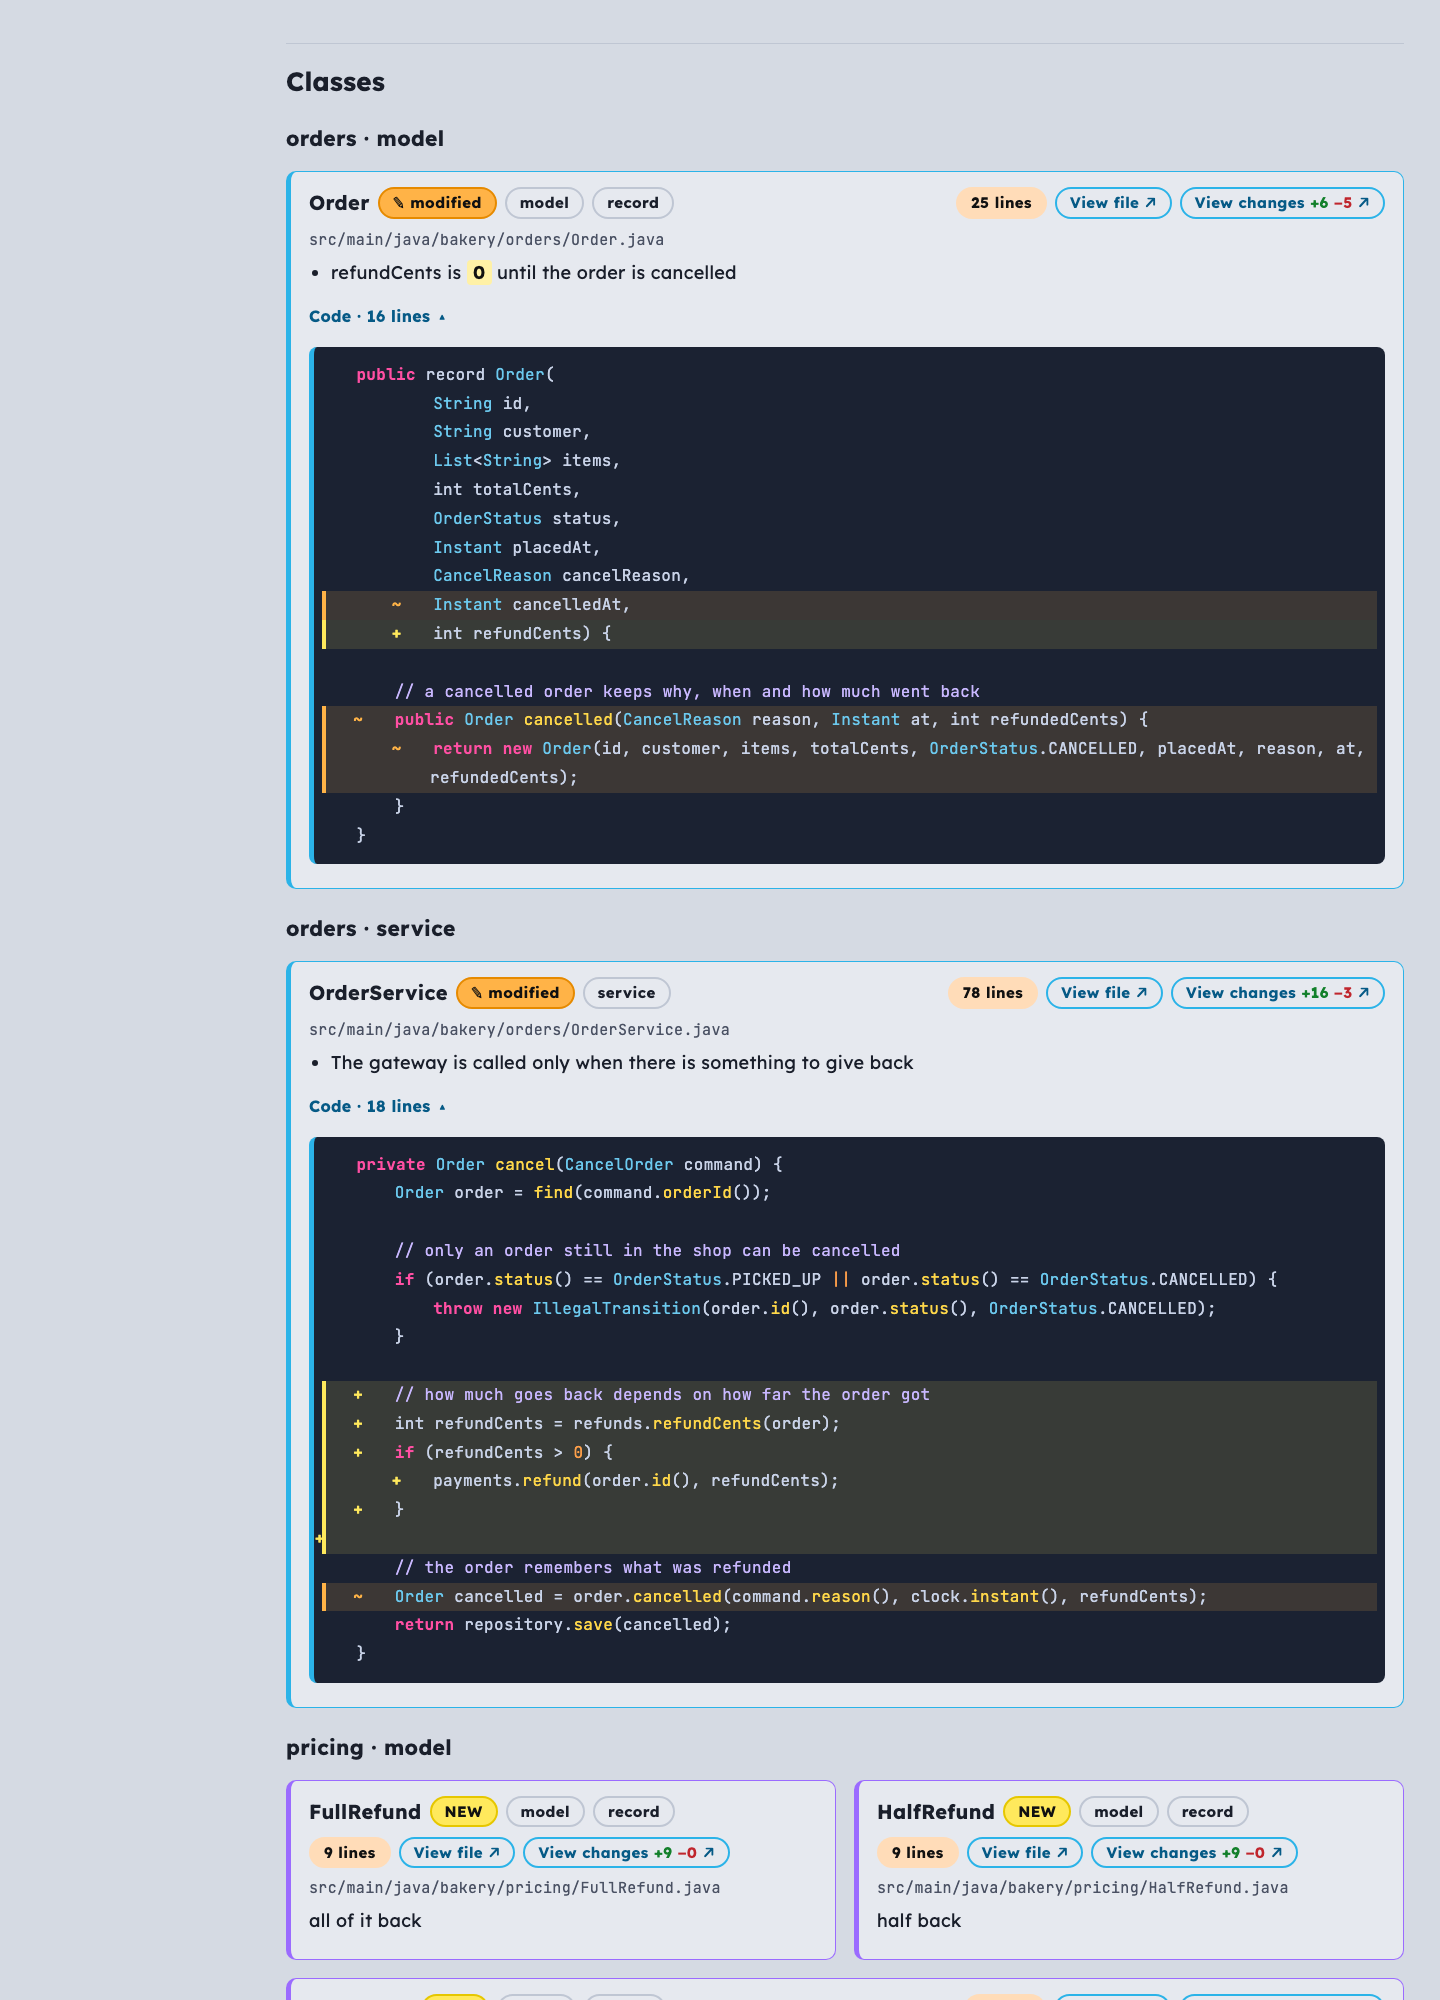 Classes
orders · model
Order ✎ modified model record 25 lines View file ↗ View changes +6 −5 ↗
src/main/java/bakery/orders/Order.java
• refundCents is 0 until the order is cancelled
Code · 16 lines ▴
public record Order(
String id,
String customer,
List<String> items,
int totalCents,
OrderStatus status,
Instant placedAt,
CancelReason cancelReason,
~ Instant cancelledAt,
+ int refundCents) {
// a cancelled order keeps why, when and how much went back
~ public Order cancelled(CancelReason reason, Instant at, int refundedCents) {
~ return new Order(id, customer, items, totalCents, OrderStatus.CANCELLED, placedAt, reason, at,
refundedCents);
}
}
orders · service
OrderService ✎ modified service 78 lines View file ↗ View changes +16 −3 ↗
src/main/java/bakery/orders/OrderService.java
• The gateway is called only when there is something to give back
Code · 18 lines ▴
private Order cancel(CancelOrder command) {
Order order = find(command.orderId());
// only an order still in the shop can be cancelled
if (order.status() == OrderStatus.PICKED_UP || order.status() == OrderStatus.CANCELLED) {
throw new IllegalTransition(order.id(), order.status(), OrderStatus.CANCELLED);
}
+ // how much goes back depends on how far the order got
+ int refundCents = refunds.refundCents(order);
+ if (refundCents > 0) {
+ payments.refund(order.id(), refundCents);
+ }
+
// the order remembers what was refunded
~ Order cancelled = order.cancelled(command.reason(), clock.instant(), refundCents);
return repository.save(cancelled);
}
pricing · model
FullRefund NEW model record
9 lines View file ↗ View changes +9 −0 ↗
src/main/java/bakery/pricing/FullRefund.java
all of it back
HalfRefund NEW model record
9 lines View file ↗ View changes +9 −0 ↗
src/main/java/bakery/pricing/HalfRefund.java
half back